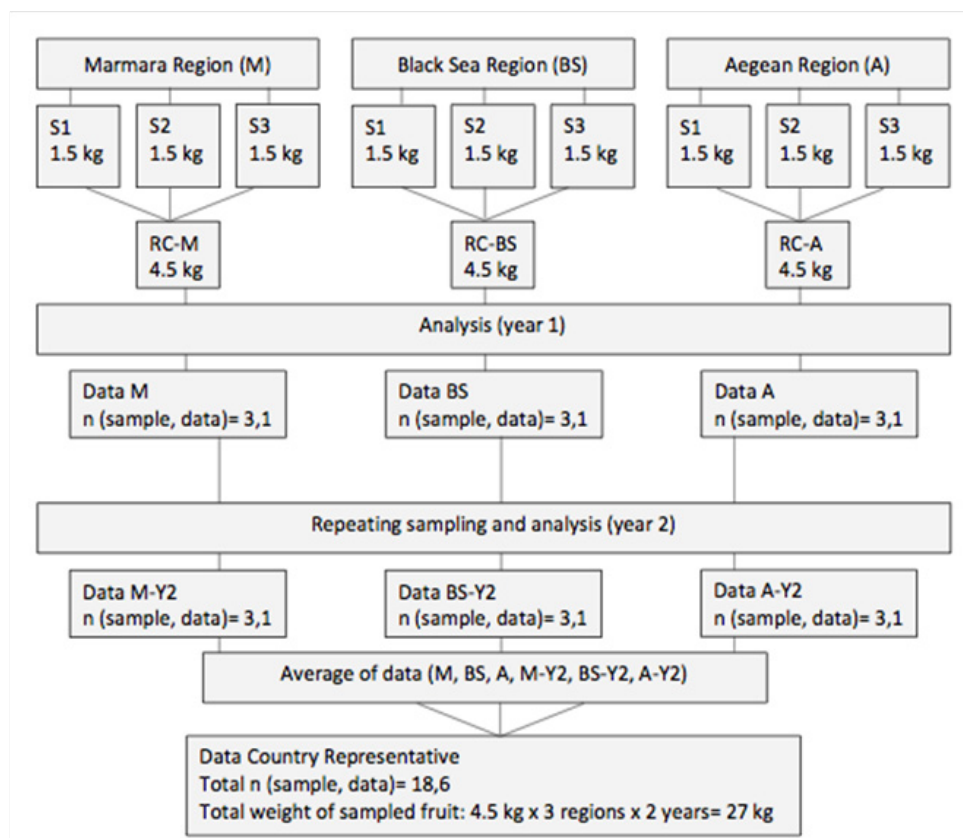 Marmara Region (M)
Black Sea Region (BS)
Aegean Region (A)
S1
1.5 kg
S2
1.5 kg
S3
1.5 kg
S1
1.5 kg
S2
1.5 kg
S3
1.5 kg
S1
1.5 kg
S2
1.5 kg
S3
1.5 kg
RC-M
4.5 kg
RC-BS
4.5 kg
RC-A
4.5 kg
Analysis (year 1)
Data M
n (sample, data)= 3,1
Data BS
n (sample, data)= 3,1
Data A
n (sample, data)= 3,1
Repeating sampling and analysis (year 2)
Data M-Y2
n (sample, data)= 3,1
Data BS-Y2
n (sample, data)= 3,1
Data A-Y2
n (sample, data)= 3,1
Average of data (M, BS, A, M-Y2, BS-Y2, A-Y2)
Data Country Representative
Total n (sample, data)= 18,6
Total weight of sampled fruit: 4.5 kg x 3 regions x 2 years= 27 kg